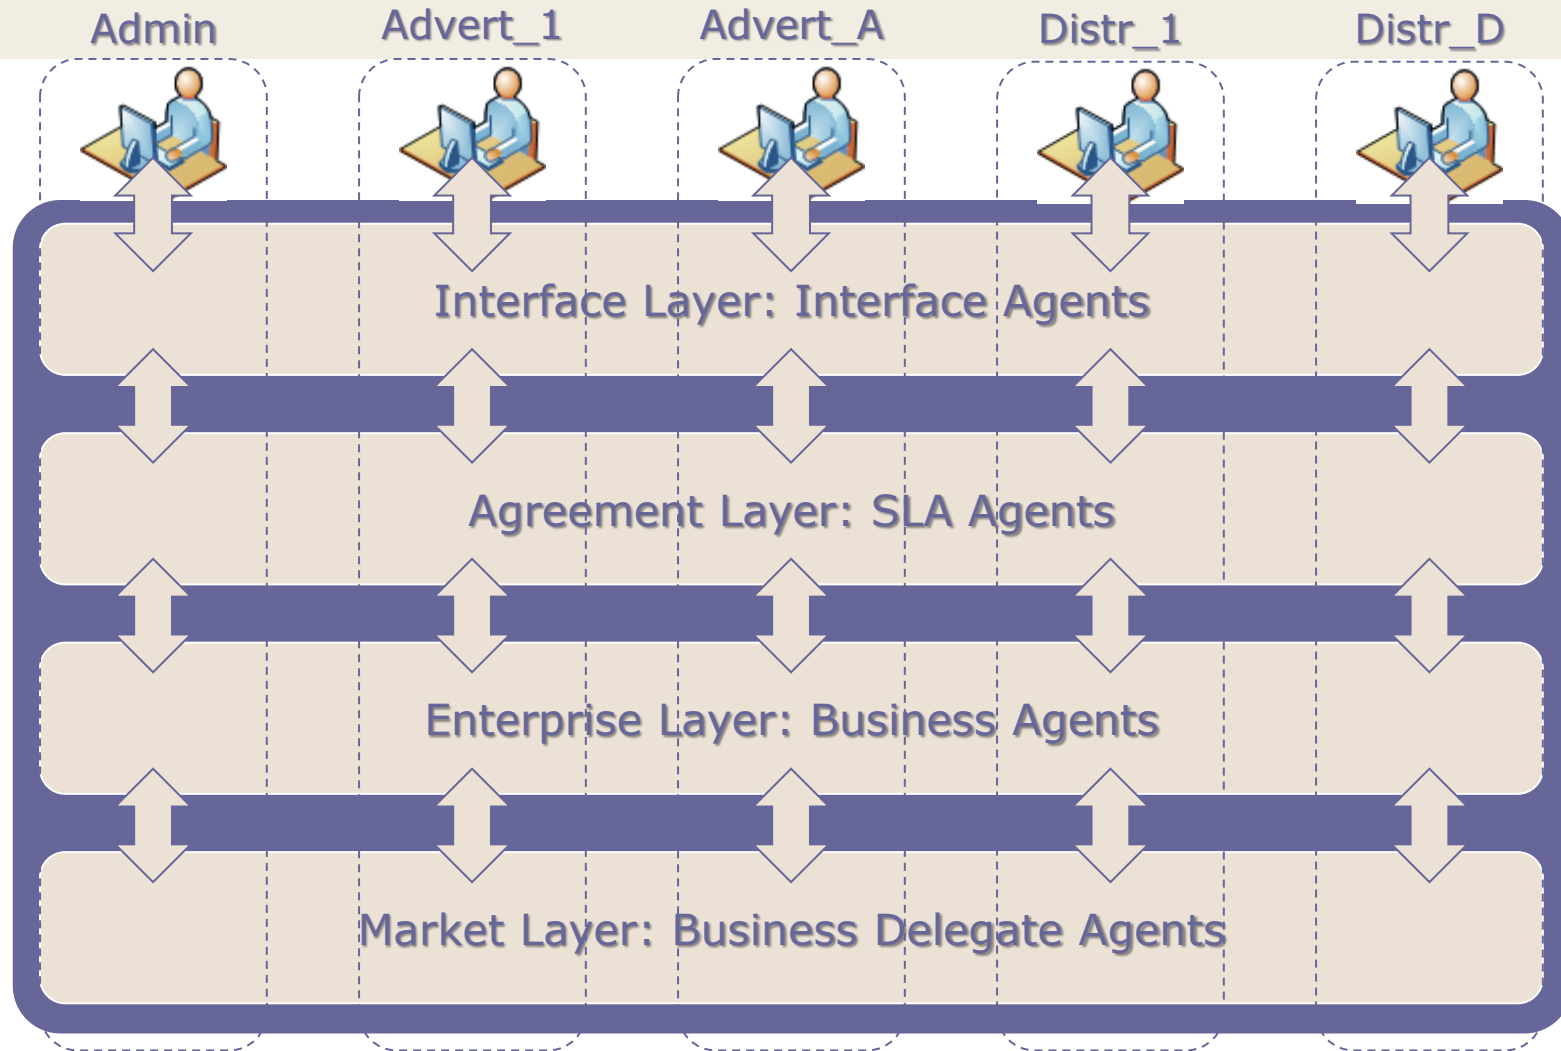 Admin Advert_1 Advert_A Distr_1 Distr_D
Interface Layer: Interface Agents
Agreement Layer: SLA Agents
Enterprise Layer: Business Agents
Market Layer: Business Delegate Agents